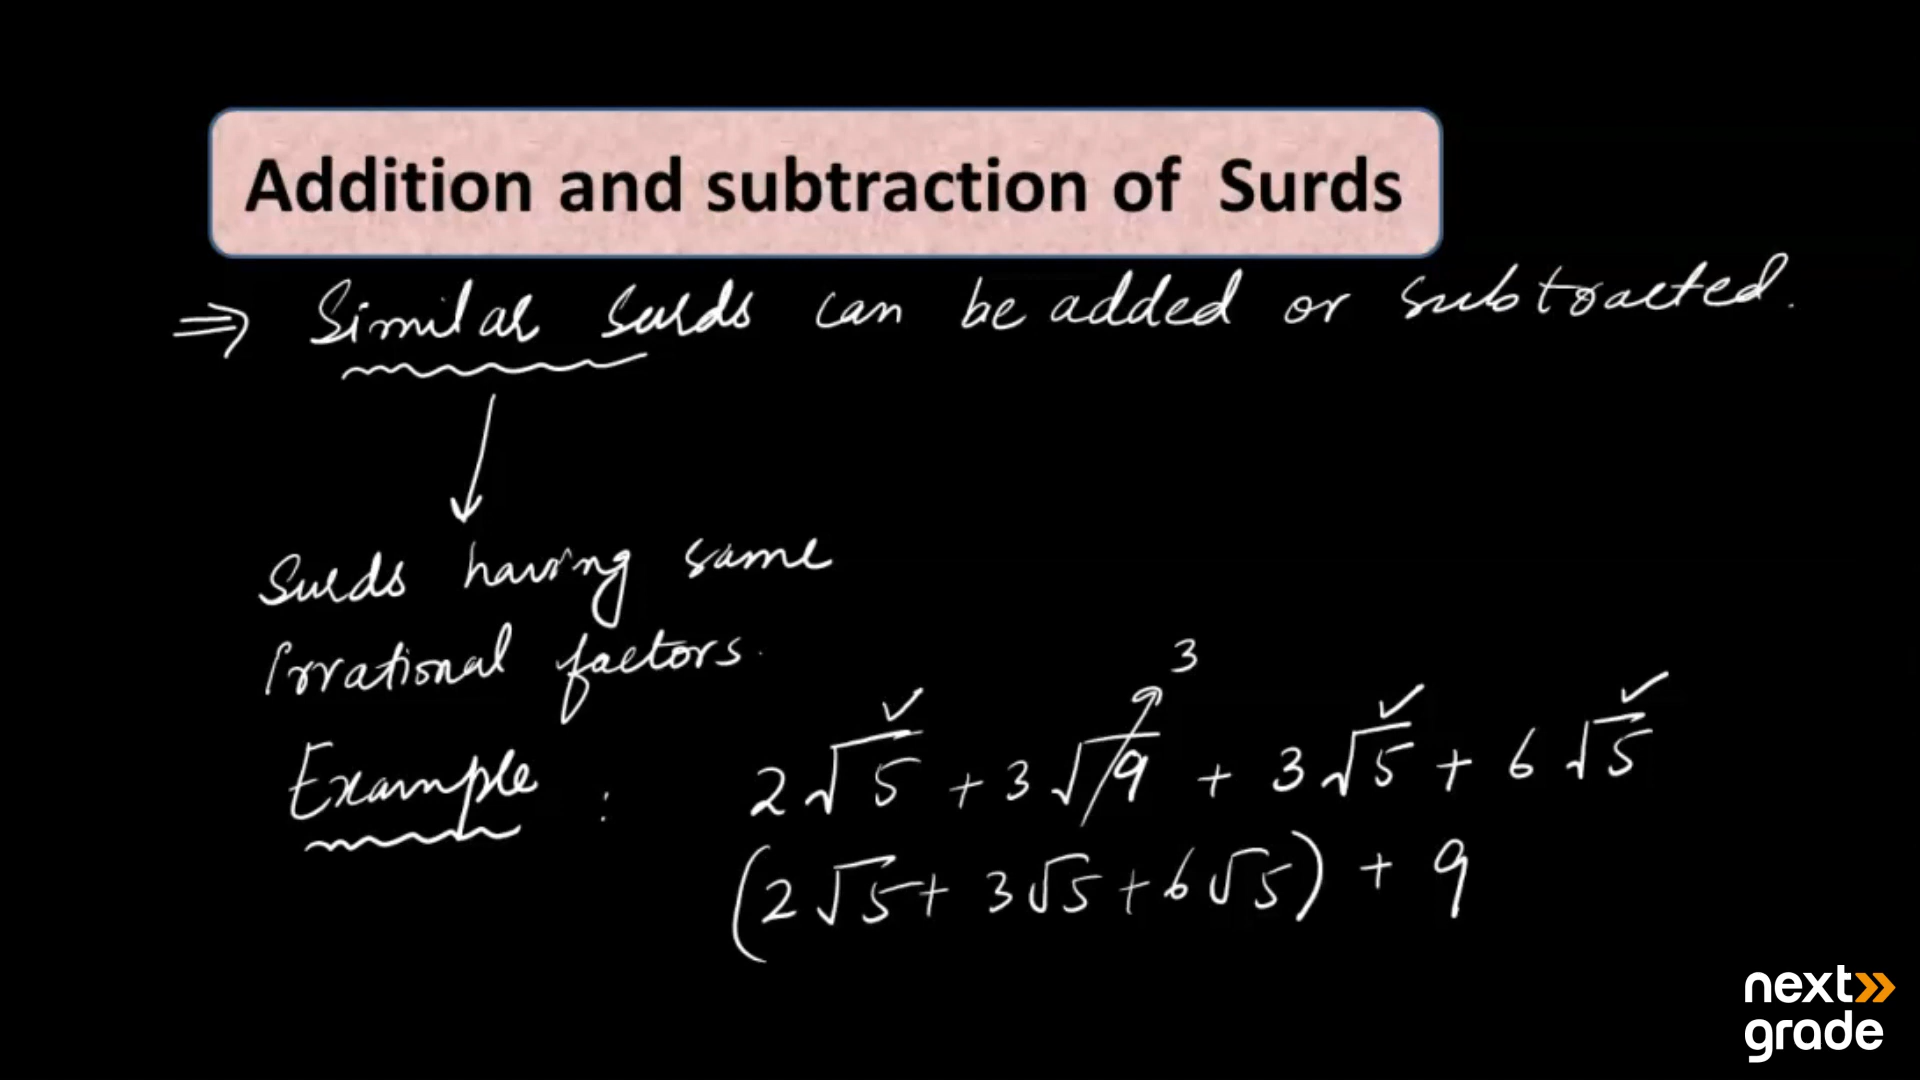 Addition and subtraction of Surds
⇒ Similar Surds can be added or subtracted.
Surds having same
Irrational factors.
3
Example : 2√5 + 3√9 + 3√5 + 6√5
(2√5 + 3√5 + 6√5) + 9
next
grade